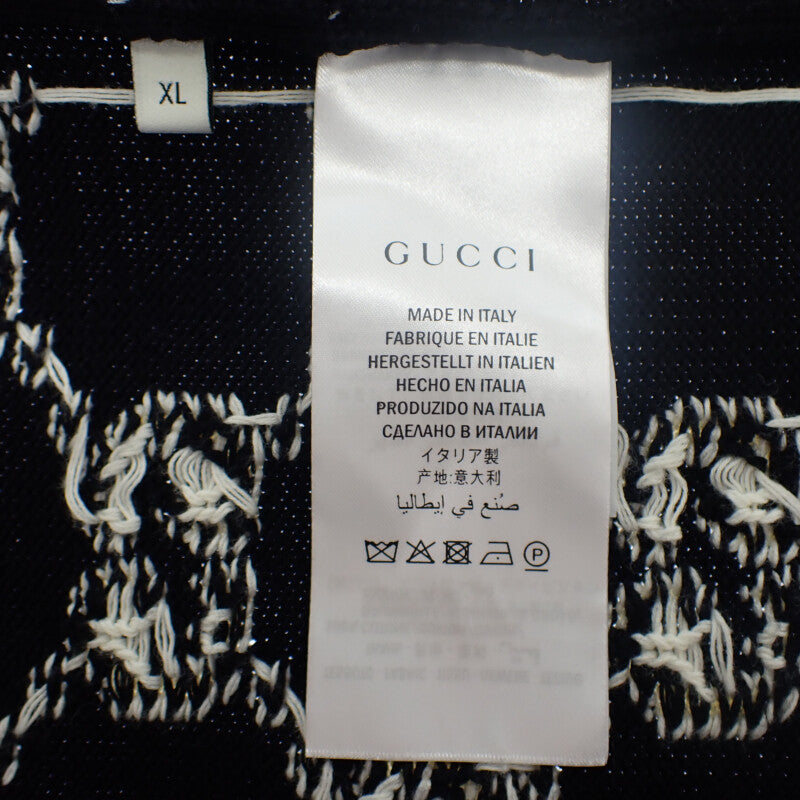 XL
GUCCI
MADE IN ITALY
FABRIQUE EN ITALIE
HERGESTELLT IN ITALIEN
HECHO EN ITALIA
PRODUZIDO NA ITALIA
СДЕЛАНО В ИТАЛИИ
イタリア製
产地:意大利
صُنع في إيطاليا
P